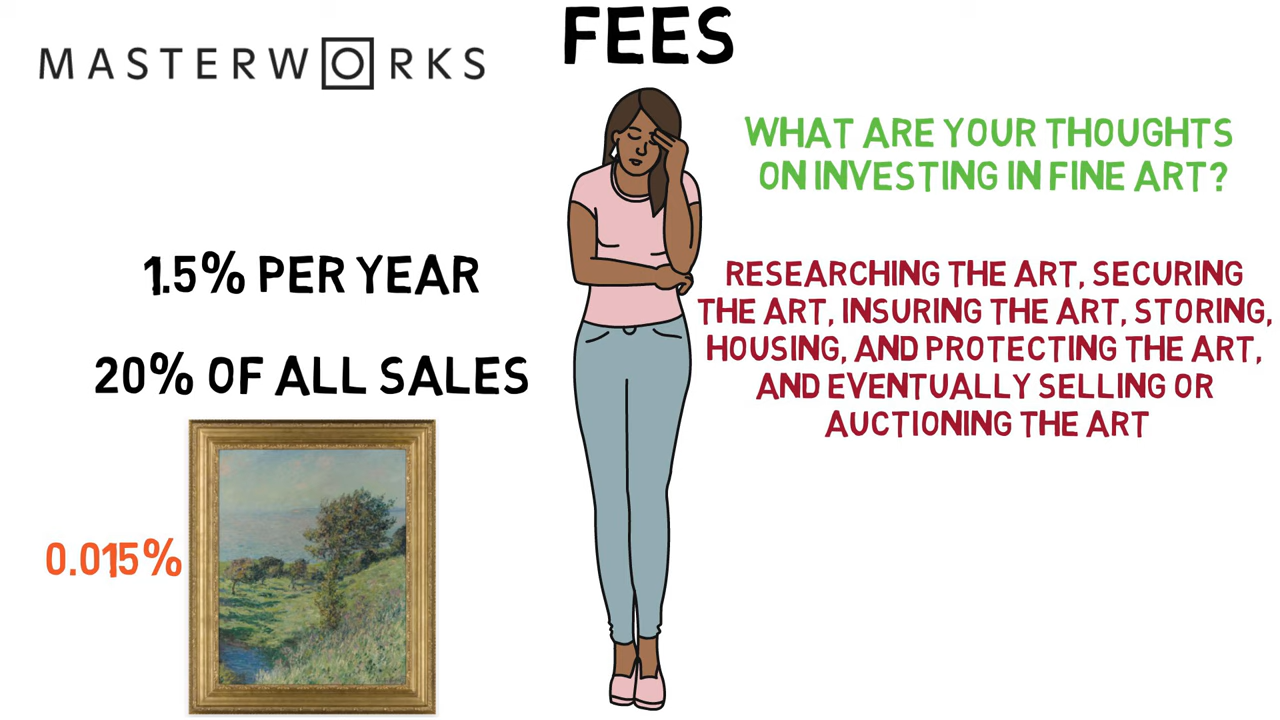 FEES
MASTERWORKS
1.5% PER YEAR
20% OF ALL SALES
0.015%
WHAT ARE YOUR THOUGHTS
ON INVESTING IN FINE ART?
RESEARCHING THE ART, SECURING
THE ART, INSURING THE ART, STORING,
HOUSING, AND PROTECTING THE ART,
AND EVENTUALLY SELLING OR
AUCTIONING THE ART